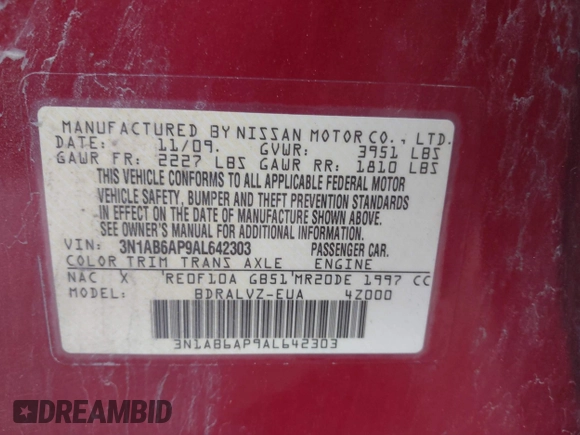 MANUFACTURED BY NISSAN MOTOR CO., LTD.
DATE: 11/09. GVWR: 3951 LBS
GAWR FR: 2227 LBS GAWR RR: 1810 LBS
THIS VEHICLE CONFORMS TO ALL APPLICABLE FEDERAL MOTOR
VEHICLE SAFETY, BUMPER AND THEFT PREVENTION STANDARDS
IN EFFECT ON THE DATE OF MANUFACTURE SHOWN ABOVE.
SEE OWNER'S MANUAL FOR ADDITIONAL INFORMATION.
VIN: 3N1AB6AP9AL642303 PASSENGER CAR.
COLOR TRIM TRANS AXLE ENGINE
NAC X 'RE0F10A GB51'MR20DE 1997 CC
MODEL: BDRALVZ-EUA 4Z000
3N1AB6AP9AL642303
DREAMBID